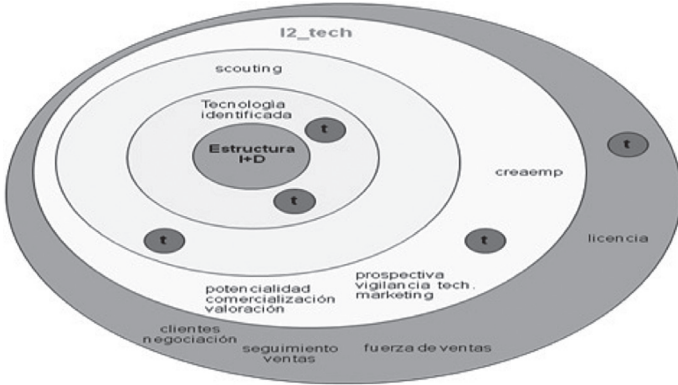 I2_tech
scouting
Tecnologìa
identificada
t
Estructura
I+D
t
t
creaemp
t
t
licencia
potencialidad
comercialización
valoración
prospectiva
vigilancia tech.
marketing
clientes
negociación
seguimiento
ventas
fuerza de ventas